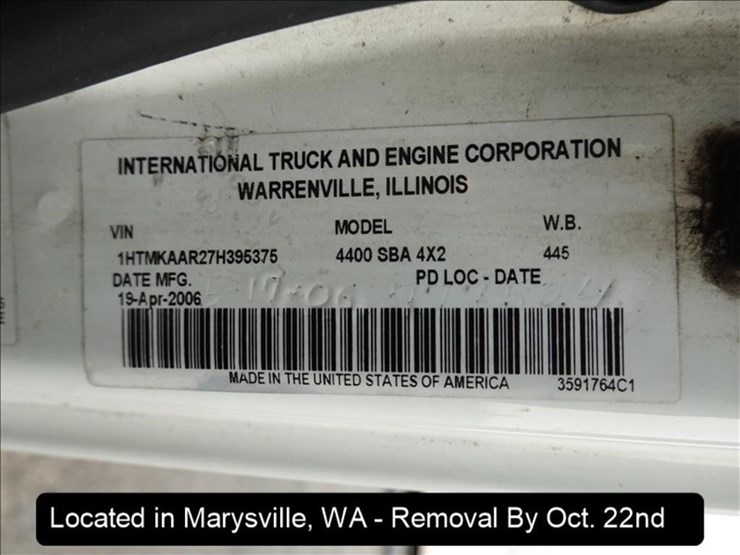 INTERNATIONAL TRUCK AND ENGINE CORPORATION
WARRENVILLE, ILLINOIS
VIN MODEL W.B.
1HTMKAAR27H395375 4400 SBA 4X2 445
DATE MFG. PD LOC - DATE
19-Apr-2006
MADE IN THE UNITED STATES OF AMERICA 3591764C1
Located in Marysville, WA - Removal By Oct. 22nd